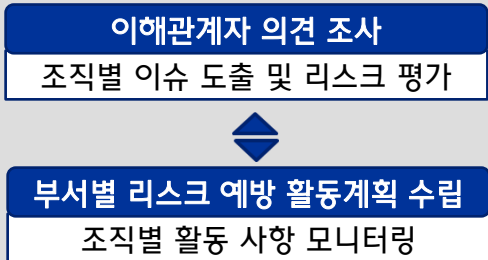 이해관계자 의견 조사
조직별 이슈 도출 및 리스크 평가
부서별 리스크 예방 활동계획 수립
조직별 활동 사항 모니터링